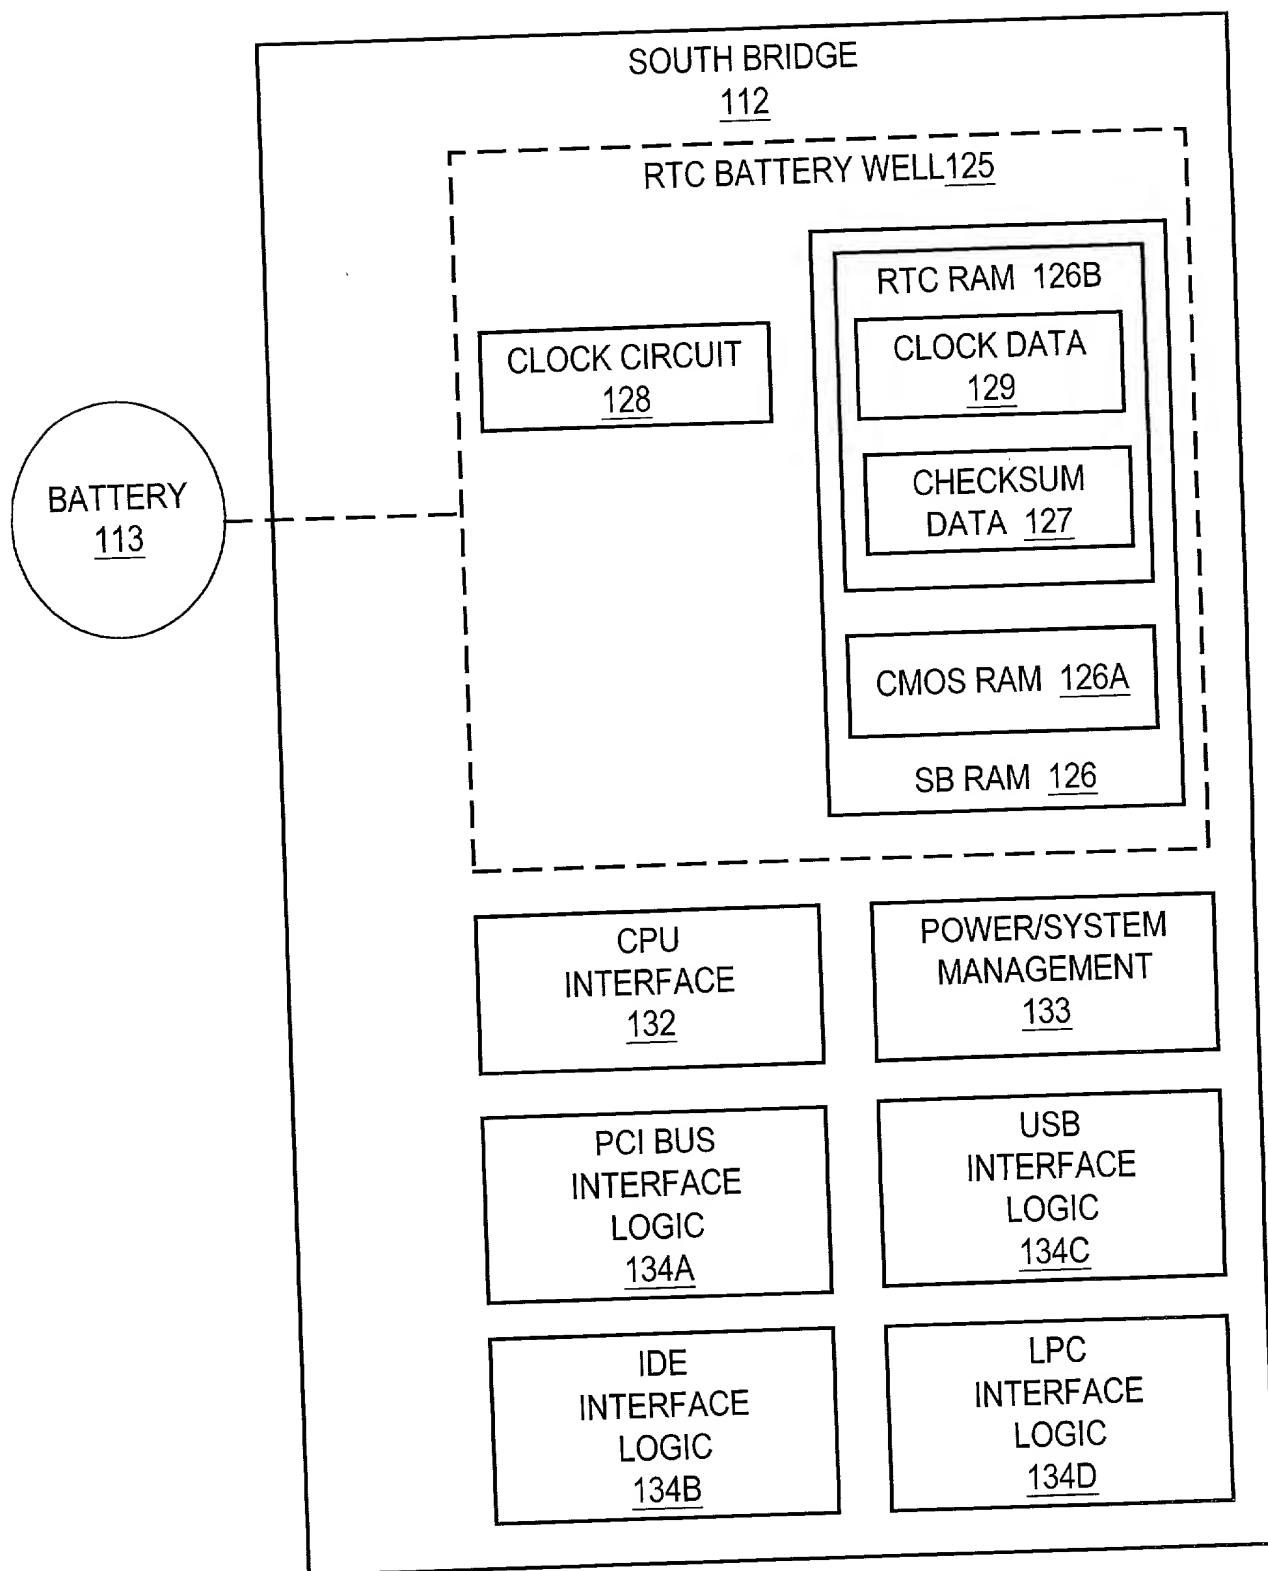 SOUTH BRIDGE
112
RTC BATTERY WELL125
RTC RAM 126B
CLOCK CIRCUIT
128
CLOCK DATA
129
CHECKSUM
DATA 127
BATTERY
113
CMOS RAM 126A
SB RAM 126
CPU
INTERFACE
132
POWER/SYSTEM
MANAGEMENT
133
PCI BUS
INTERFACE
LOGIC
134A
USB
INTERFACE
LOGIC
134C
IDE
INTERFACE
LOGIC
134B
LPC
INTERFACE
LOGIC
134D